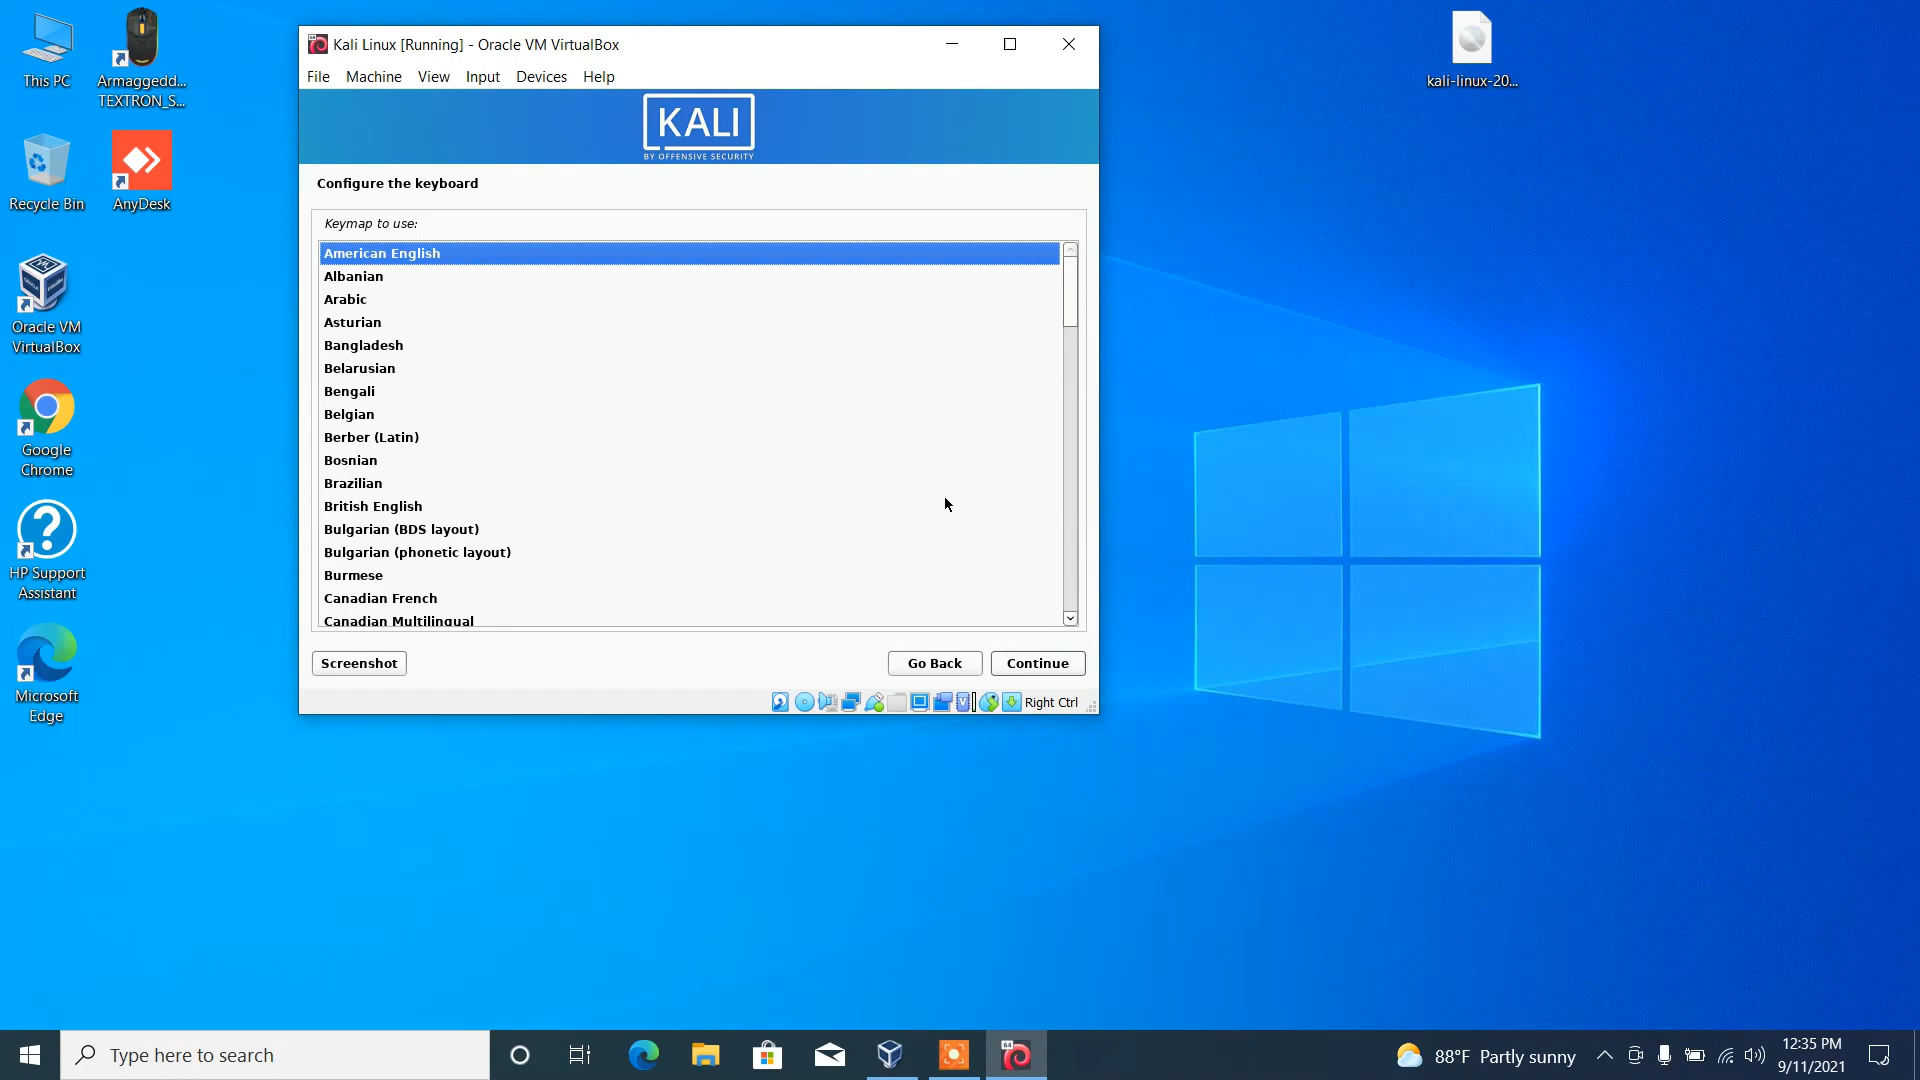 This PC
Armaggedd...
TEXTRON_S...
Recycle Bin
AnyDesk
Oracle VM
VirtualBox
Google
Chrome
HP Support
Assistant
Microsoft
Edge
kali-linux-20...
64
Kali Linux [Running] - Oracle VM VirtualBox
File Machine View Input Devices Help
KALI
BY OFFENSIVE SECURITY
Configure the keyboard
Keymap to use:
American English
Albanian
Arabic
Asturian
Bangladesh
Belarusian
Bengali
Belgian
Berber (Latin)
Bosnian
Brazilian
British English
Bulgarian (BDS layout)
Bulgarian (phonetic layout)
Burmese
Canadian French
Canadian Multilingual
Screenshot
Go Back
Continue
Right Ctrl
Type here to search
64
88°F Partly sunny
12:35 PM
9/11/2021